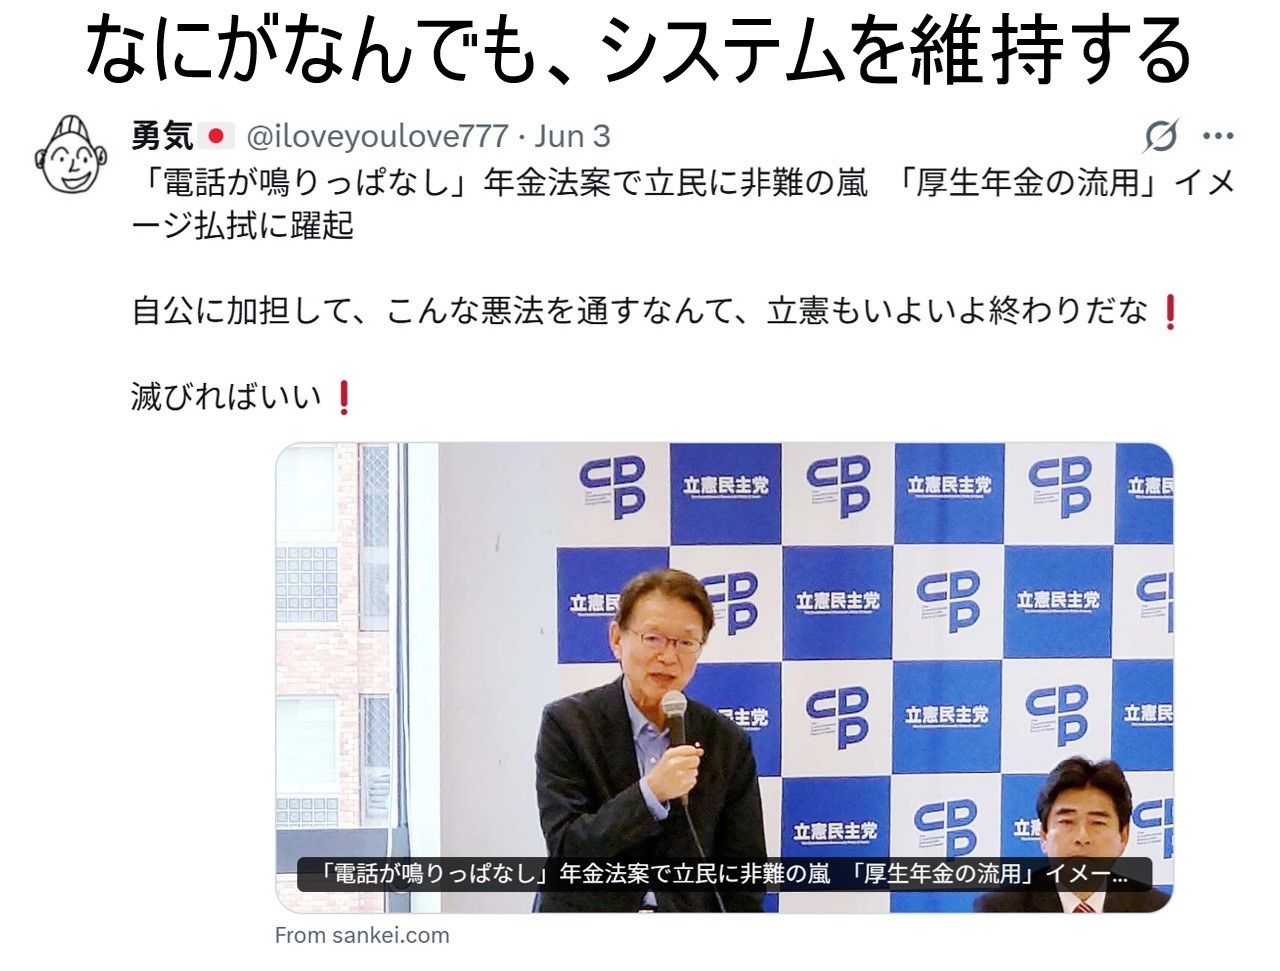 なにがなんでも、システムを維持する
勇気🇯🇵 @iloveyoulove777 · Jun 3
「電話が鳴りっぱなし」年金法案で立民に非難の嵐　「厚生年金の流用」イメ
ージ払拭に躍起
自公に加担して、こんな悪法を通すなんて、立憲もいよいよ終わりだな❗
滅びればいい❗
CDP 立憲民主党 CDP 立憲民主党 CDP 立憲民
立憲民 CDP 立憲民主党 CDP 立憲民主党 CD
民主党 CDP 立憲民主党 CDP 立憲民
立憲民主党 CDP 立 CD
「電話が鳴りっぱなし」年金法案で立民に非難の嵐　「厚生年金の流用」イメー...
From sankei.com